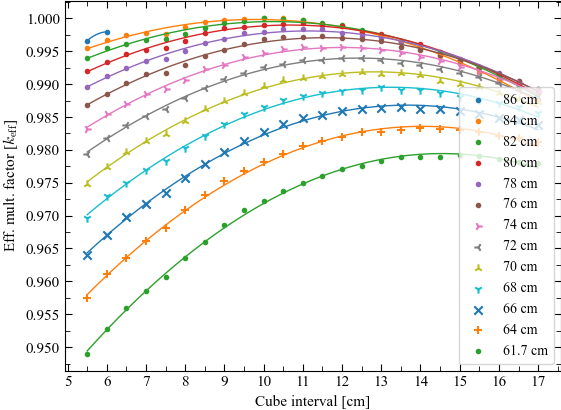 1.000
0.995
0.990
0.985
0.980
0.975
0.970
0.965
0.960
0.955
0.950
Eff. mult. factor [k_eff]
5 6 7 8 9 10 11 12 13 14 15 16 17
Cube interval [cm]
86 cm
84 cm
82 cm
80 cm
78 cm
76 cm
74 cm
72 cm
70 cm
68 cm
66 cm
64 cm
61.7 cm